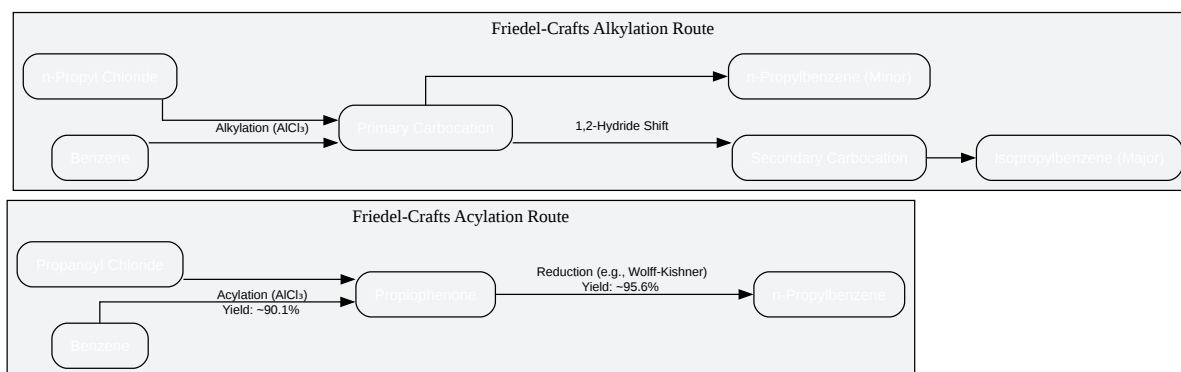 Friedel-Crafts Alkylation Route
n-Propyl Chloride
n-Propylbenzene (Minor)
Alkylation (AlCl₃)
Primary Carbocation
1,2-Hydride Shift
Benzene
Secondary Carbocation
Isopropylbenzene (Major)
Friedel-Crafts Acylation Route
Propanoyl Chloride
Reduction (e.g., Wolff-Kishner)
Yield: ~95.6%
Acylation (AlCl₃)
Yield: ~90.1%
Propiophenone
n-Propylbenzene
Benzene